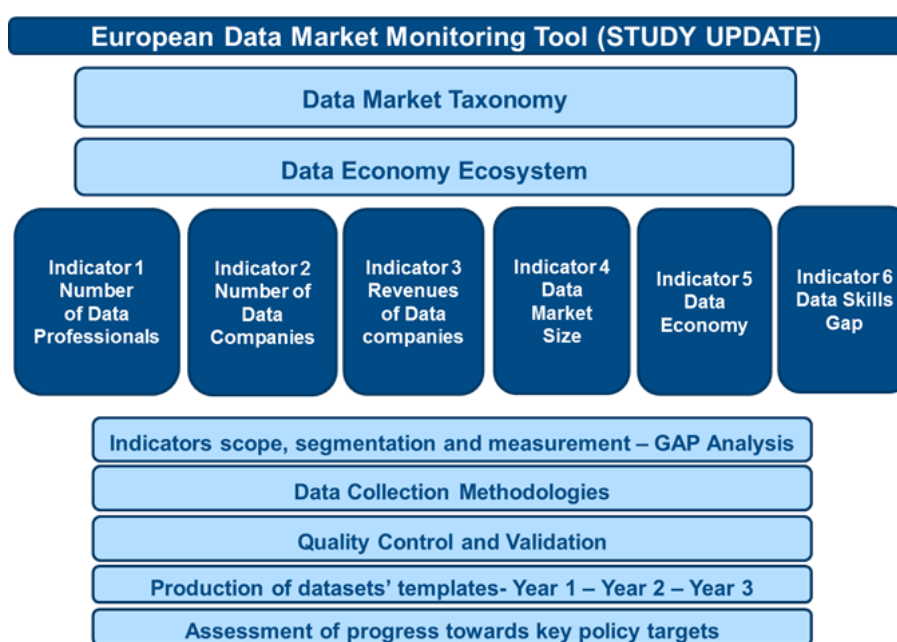 European Data Market Monitoring Tool (STUDY UPDATE)
Data Market Taxonomy
Data Economy Ecosystem
Indicator 1
Number
of Data
Professionals
Indicator 2
Number of
Data
Companies
Indicator 3
Revenues
of Data
companies
Indicator 4
Data
Market
Size
Indicator 5
Data
Economy
Indicator 6
Data Skills
Gap
Indicators scope, segmentation and measurement – GAP Analysis
Data Collection Methodologies
Quality Control and Validation
Production of datasets’ templates- Year 1 – Year 2 – Year 3
Assessment of progress towards key policy targets